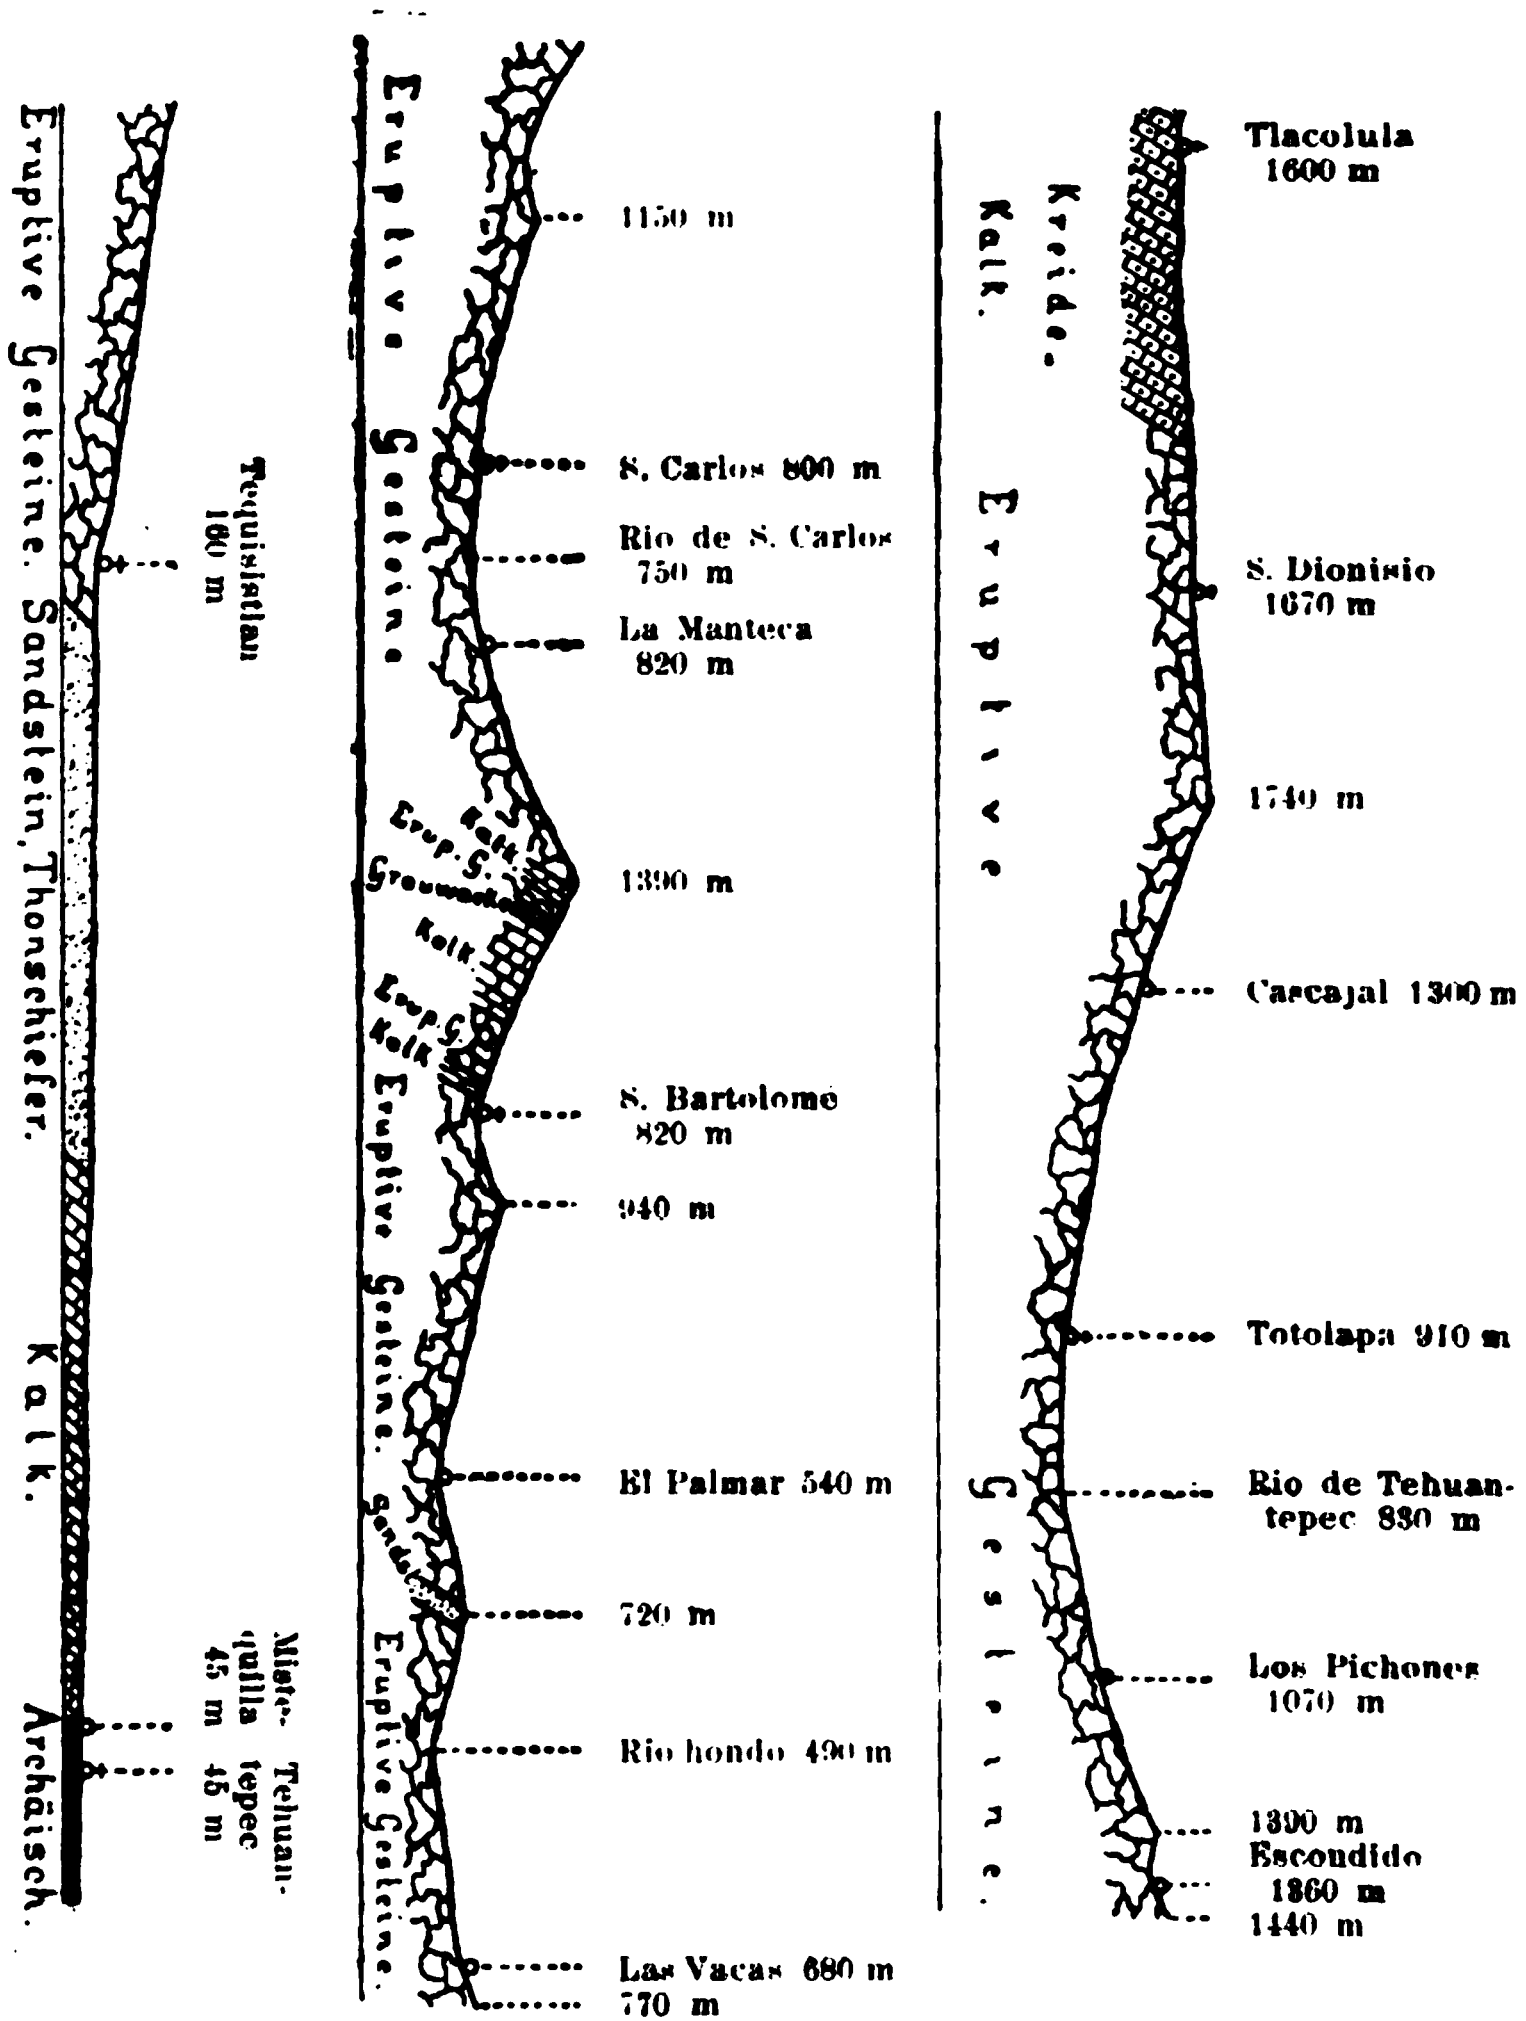 Tlacolula
1600 m
Kreide.
Kalk.
Eruptive Gesteine.
S. Dionisio
1670 m
1740 m
Cascajal 1300 m
Totolapa 910 m
Rio de Tehuan-
tepec 830 m
Los Pichones
1070 m
1390 m
Escondido
1360 m
1440 m
Eruptive Gesteine
1150 m
S. Carlos 800 m
Rio de S. Carlos
750 m
La Manteca
820 m
Kalk.
Erup. G.
Grauwacke
1390 m
Kalk.
Erup. G.
Kalk
S. Bartolome
820 m
Eruptive Gesteine.
940 m
El Palmar 540 m
Sandst.
720 m
Eruptive Gesteine.
Rio hondo 490 m
Las Vacas 680 m
770 m
Eruptive Gesteine. Sandstein, Thonschiefer. Kalk. Archäisch.
Tequisistlan
160 m
Miste-
quilla
45 m
Tehuan-
tepec
45 m